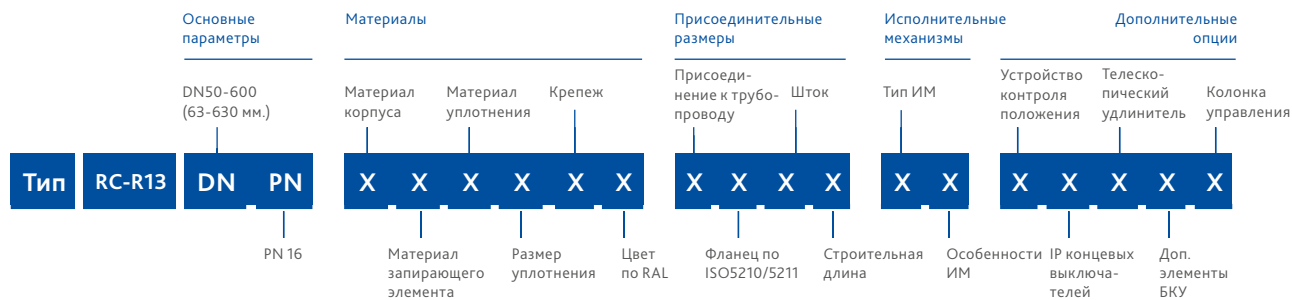 Основные
параметры
Материалы
Присоединительные
размеры
Исполнительные
механизмы
Дополнительные
опции
DN50-600
(63-630 мм.)
Материал
корпуса
Материал
уплотнения
Крепеж
Присоеди-
нение к трубо-
проводу
Шток
Тип ИМ
Устройство
контроля
положения
Телеско-
пический
удлинитель
Колонка
управления
Тип RC-R13 DN PN X X X X X X X X X X X X X X X X X
PN 16
Материал
запирающего
элемента
Размер
уплотнения
Цвет
по RAL
Фланец по
ISO5210/5211
Строительная
длина
Особенности
ИМ
IP концевых
выключа-
телей
Доп.
элементы
БКУ